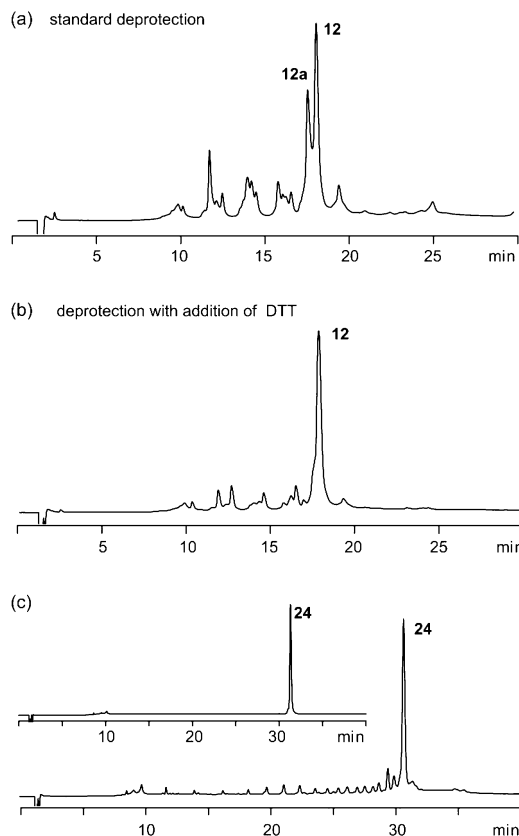 (a) standard deprotection
12
12a
5 10 15 20 25 min
(b) deprotection with addition of DTT
12
5 10 15 20 25 min
(c)
24
24
10 20 30 min
10 20 30 min